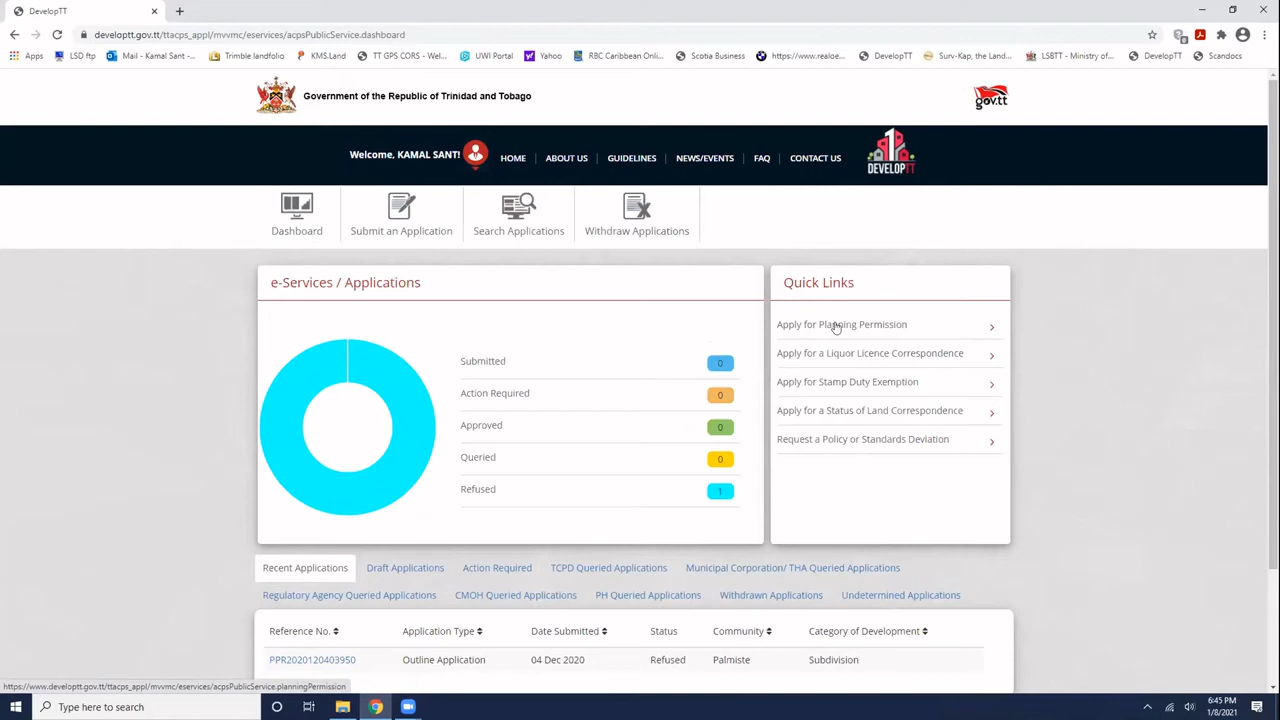 DevelopTT
developtt.gov.tt/ttacps_appl/mvvmc/eservices/acpsPublicService.dashboard
Apps LSD ftp Mail - Kamal Sant -... Trimble landfolio KMS.Land TT GPS CORS - Wel... UWI Portal Yahoo RBC Caribbean Onli... Scotia Business https://www.realoe... DevelopTT Surv-Kap, the Land... LSBTT - Ministry of... DevelopTT Scandocs
Government of the Republic of Trinidad and Tobago
gov.tt
Welcome, KAMAL SANT! HOME ABOUT US GUIDELINES NEWS/EVENTS FAQ CONTACT US
DEVELOPTT
Dashboard Submit an Application Search Applications Withdraw Applications
e-Services / Applications
Submitted 0
Action Required 0
Approved 0
Queried 0
Refused 1
Quick Links
Apply for Planning Permission
Apply for a Liquor Licence Correspondence
Apply for Stamp Duty Exemption
Apply for a Status of Land Correspondence
Request a Policy or Standards Deviation
Recent Applications Draft Applications Action Required TCPD Queried Applications Municipal Corporation/ THA Queried Applications
Regulatory Agency Queried Applications CMOH Queried Applications PH Queried Applications Withdrawn Applications Undetermined Applications
Reference No. Application Type Date Submitted Status Community Category of Development
PPR2020120403950 Outline Application 04 Dec 2020 Refused Palmiste Subdivision
https://www.developtt.gov.tt/ttacps_appl/mvvmc/eservices/acpsPublicService.planningPermission
Type here to search
6:45 PM
1/8/2021